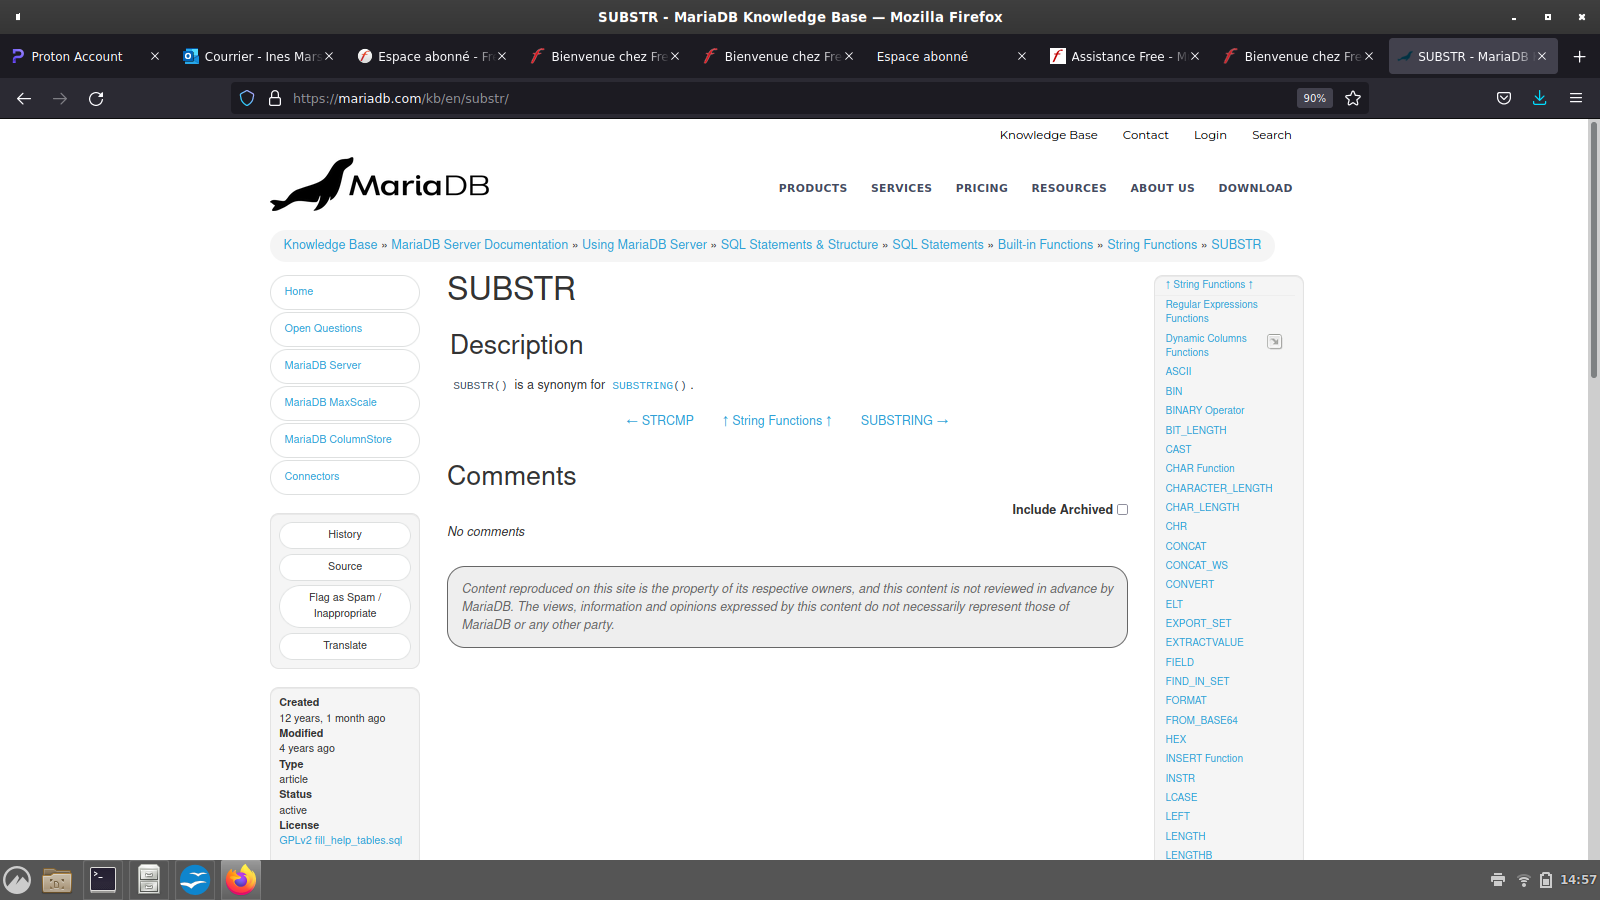 SUBSTR - MariaDB Knowledge Base — Mozilla Firefox
Proton Account
Courrier - Ines Mars
Espace abonné - Fr
Bienvenue chez Fre
Bienvenue chez Fre
Espace abonné
Assistance Free - M
Bienvenue chez Fre
SUBSTR - MariaDB
https://mariadb.com/kb/en/substr/
90%
Knowledge Base Contact Login Search
MariaDB
PRODUCTS SERVICES PRICING RESOURCES ABOUT US DOWNLOAD
Knowledge Base » MariaDB Server Documentation » Using MariaDB Server » SQL Statements & Structure » SQL Statements » Built-in Functions » String Functions » SUBSTR
Home
Open Questions
MariaDB Server
MariaDB MaxScale
MariaDB ColumnStore
Connectors
History
Source
Flag as Spam /
Inappropriate
Translate
Created
12 years, 1 month ago
Modified
4 years ago
Type
article
Status
active
License
GPLv2 fill_help_tables.sql
SUBSTR
Description
SUBSTR() is a synonym for SUBSTRING().
← STRCMP ↑ String Functions ↑ SUBSTRING →
Comments
Include Archived
No comments
Content reproduced on this site is the property of its respective owners, and this content is not reviewed in advance by
MariaDB. The views, information and opinions expressed by this content do not necessarily represent those of
MariaDB or any other party.
↑ String Functions ↑
Regular Expressions
Functions
Dynamic Columns
Functions
ASCII
BIN
BINARY Operator
BIT_LENGTH
CAST
CHAR Function
CHARACTER_LENGTH
CHAR_LENGTH
CHR
CONCAT
CONCAT_WS
CONVERT
ELT
EXPORT_SET
EXTRACTVALUE
FIELD
FIND_IN_SET
FORMAT
FROM_BASE64
HEX
INSERT Function
INSTR
LCASE
LEFT
LENGTH
LENGTHB
14:57